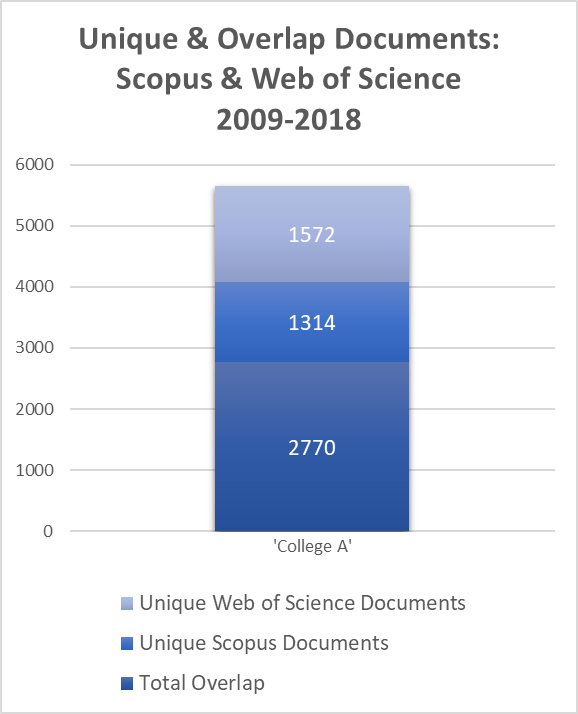 Unique & Overlap Documents:
Scopus & Web of Science
2009-2018
6000
5000
4000
3000
2000
1000
0
1572
1314
2770
'College A'
Unique Web of Science Documents
Unique Scopus Documents
Total Overlap